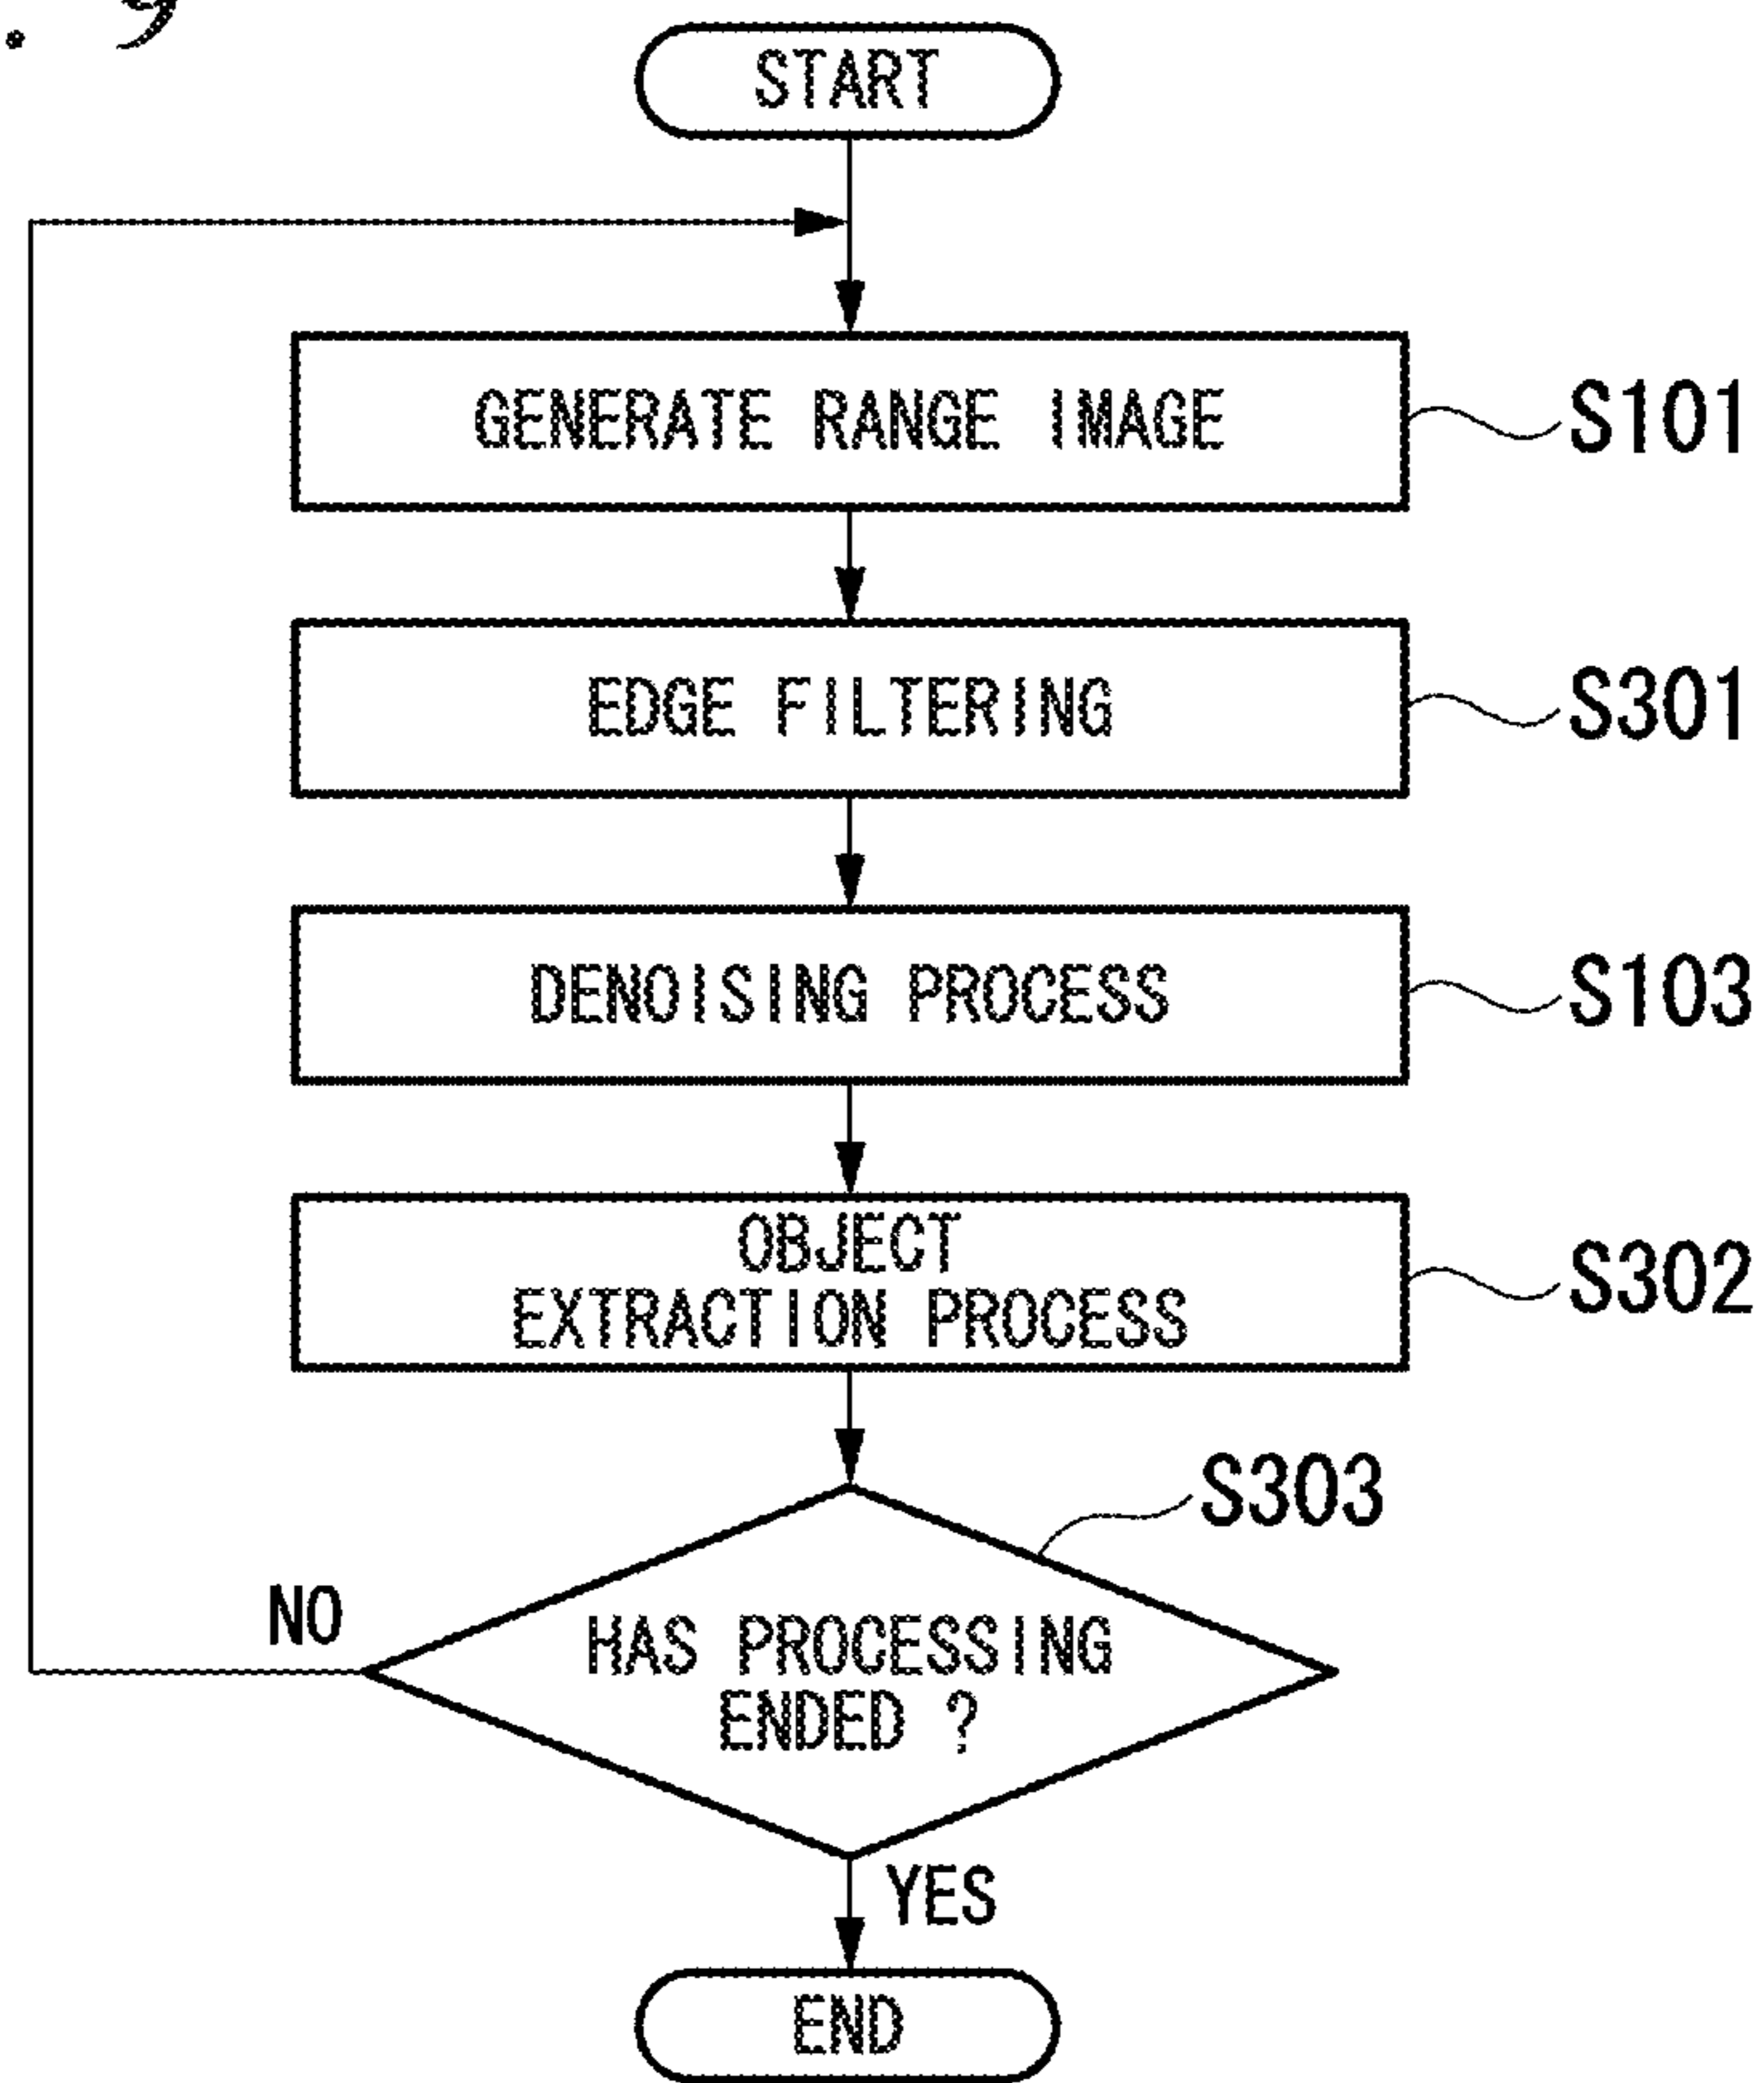 . 9
START
GENERATE RANGE IMAGE
S101
EDGE FILTERING
S301
DENOISING PROCESS
S103
OBJECT
EXTRACTION PROCESS
S302
S303
NO
HAS PROCESSING
ENDED ?
YES
END